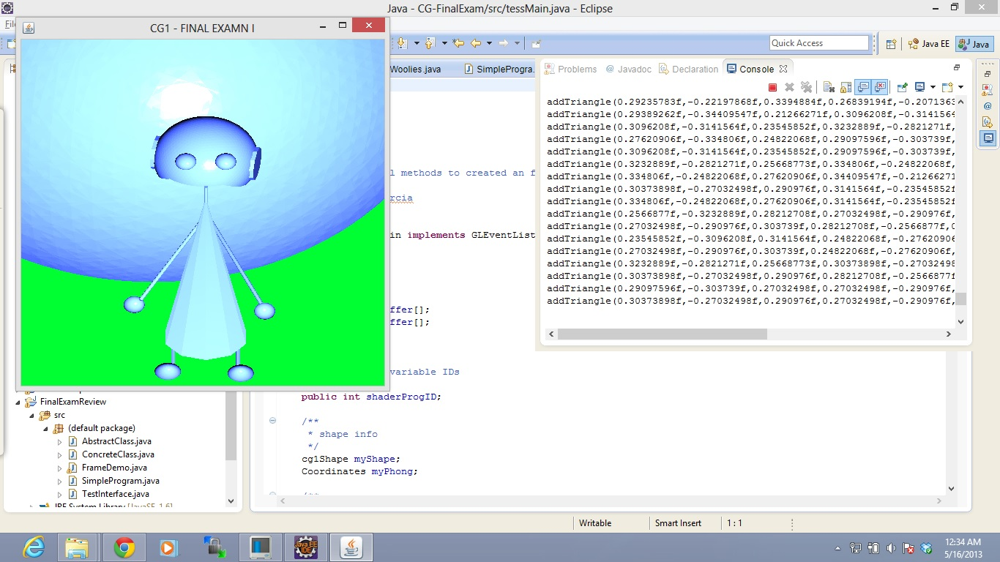 Java - CG-FinalExam/src/tessMain.java - Eclipse
CG1 - FINAL EXAMN I
Quick Access
Java EE
Java
Woolies.java
SimpleProgra
Problems
Javadoc
Declaration
Console
addTriangle(0.29235783f,-0.22197868f,0.3394884f,0.26839194f,-0.2071363
addTriangle(0.29389262f,-0.34409547f,0.21266271f,0.3096208f,-0.3141564
addTriangle(0.3096208f,-0.3141564f,0.23545852f,0.3232889f,-0.2821271f,
addTriangle(0.27620906f,-0.334806f,0.24822068f,0.29097596f,-0.303739f,
addTriangle(0.3096208f,-0.3141564f,0.23545852f,0.29097596f,-0.303739f,
addTriangle(0.3232889f,-0.2821271f,0.25668773f,0.334806f,-0.24822068f,
addTriangle(0.334806f,-0.24822068f,0.27620906f,0.34409547f,-0.21266271
addTriangle(0.30373898f,-0.27032498f,0.290976f,0.3141564f,-0.23545852f
addTriangle(0.334806f,-0.24822068f,0.27620906f,0.3141564f,-0.23545852f
addTriangle(0.2566877f,-0.3232889f,0.28212708f,0.27032498f,-0.290976f,
addTriangle(0.27032498f,-0.290976f,0.303739f,0.28212708f,-0.2566877f,0
addTriangle(0.23545852f,-0.3096208f,0.3141564f,0.24822068f,-0.27620906
addTriangle(0.27032498f,-0.290976f,0.303739f,0.24822068f,-0.27620906f,
addTriangle(0.3232889f,-0.2821271f,0.25668773f,0.30373898f,-0.27032498
addTriangle(0.30373898f,-0.27032498f,0.290976f,0.28212708f,-0.2566877f
addTriangle(0.29097596f,-0.303739f,0.27032498f,0.27032498f,-0.290976f,
addTriangle(0.30373898f,-0.27032498f,0.290976f,0.27032498f,-0.290976f,
l methods to created an f
rcia
in implements GLEventList
ffer[];
ffer[];
variable IDs
public int shaderProgID;
/**
* shape info
*/
cg1Shape myShape;
Coordinates myPhong;
FinalExamReview
src
(default package)
AbstractClass.java
ConcreteClass.java
FrameDemo.java
SimpleProgram.java
TestInterface.java
JRE System Library [JavaSE-1.6]
Writable
Smart Insert
1 : 1
Java EE
IDE
12:34 AM
5/16/2013